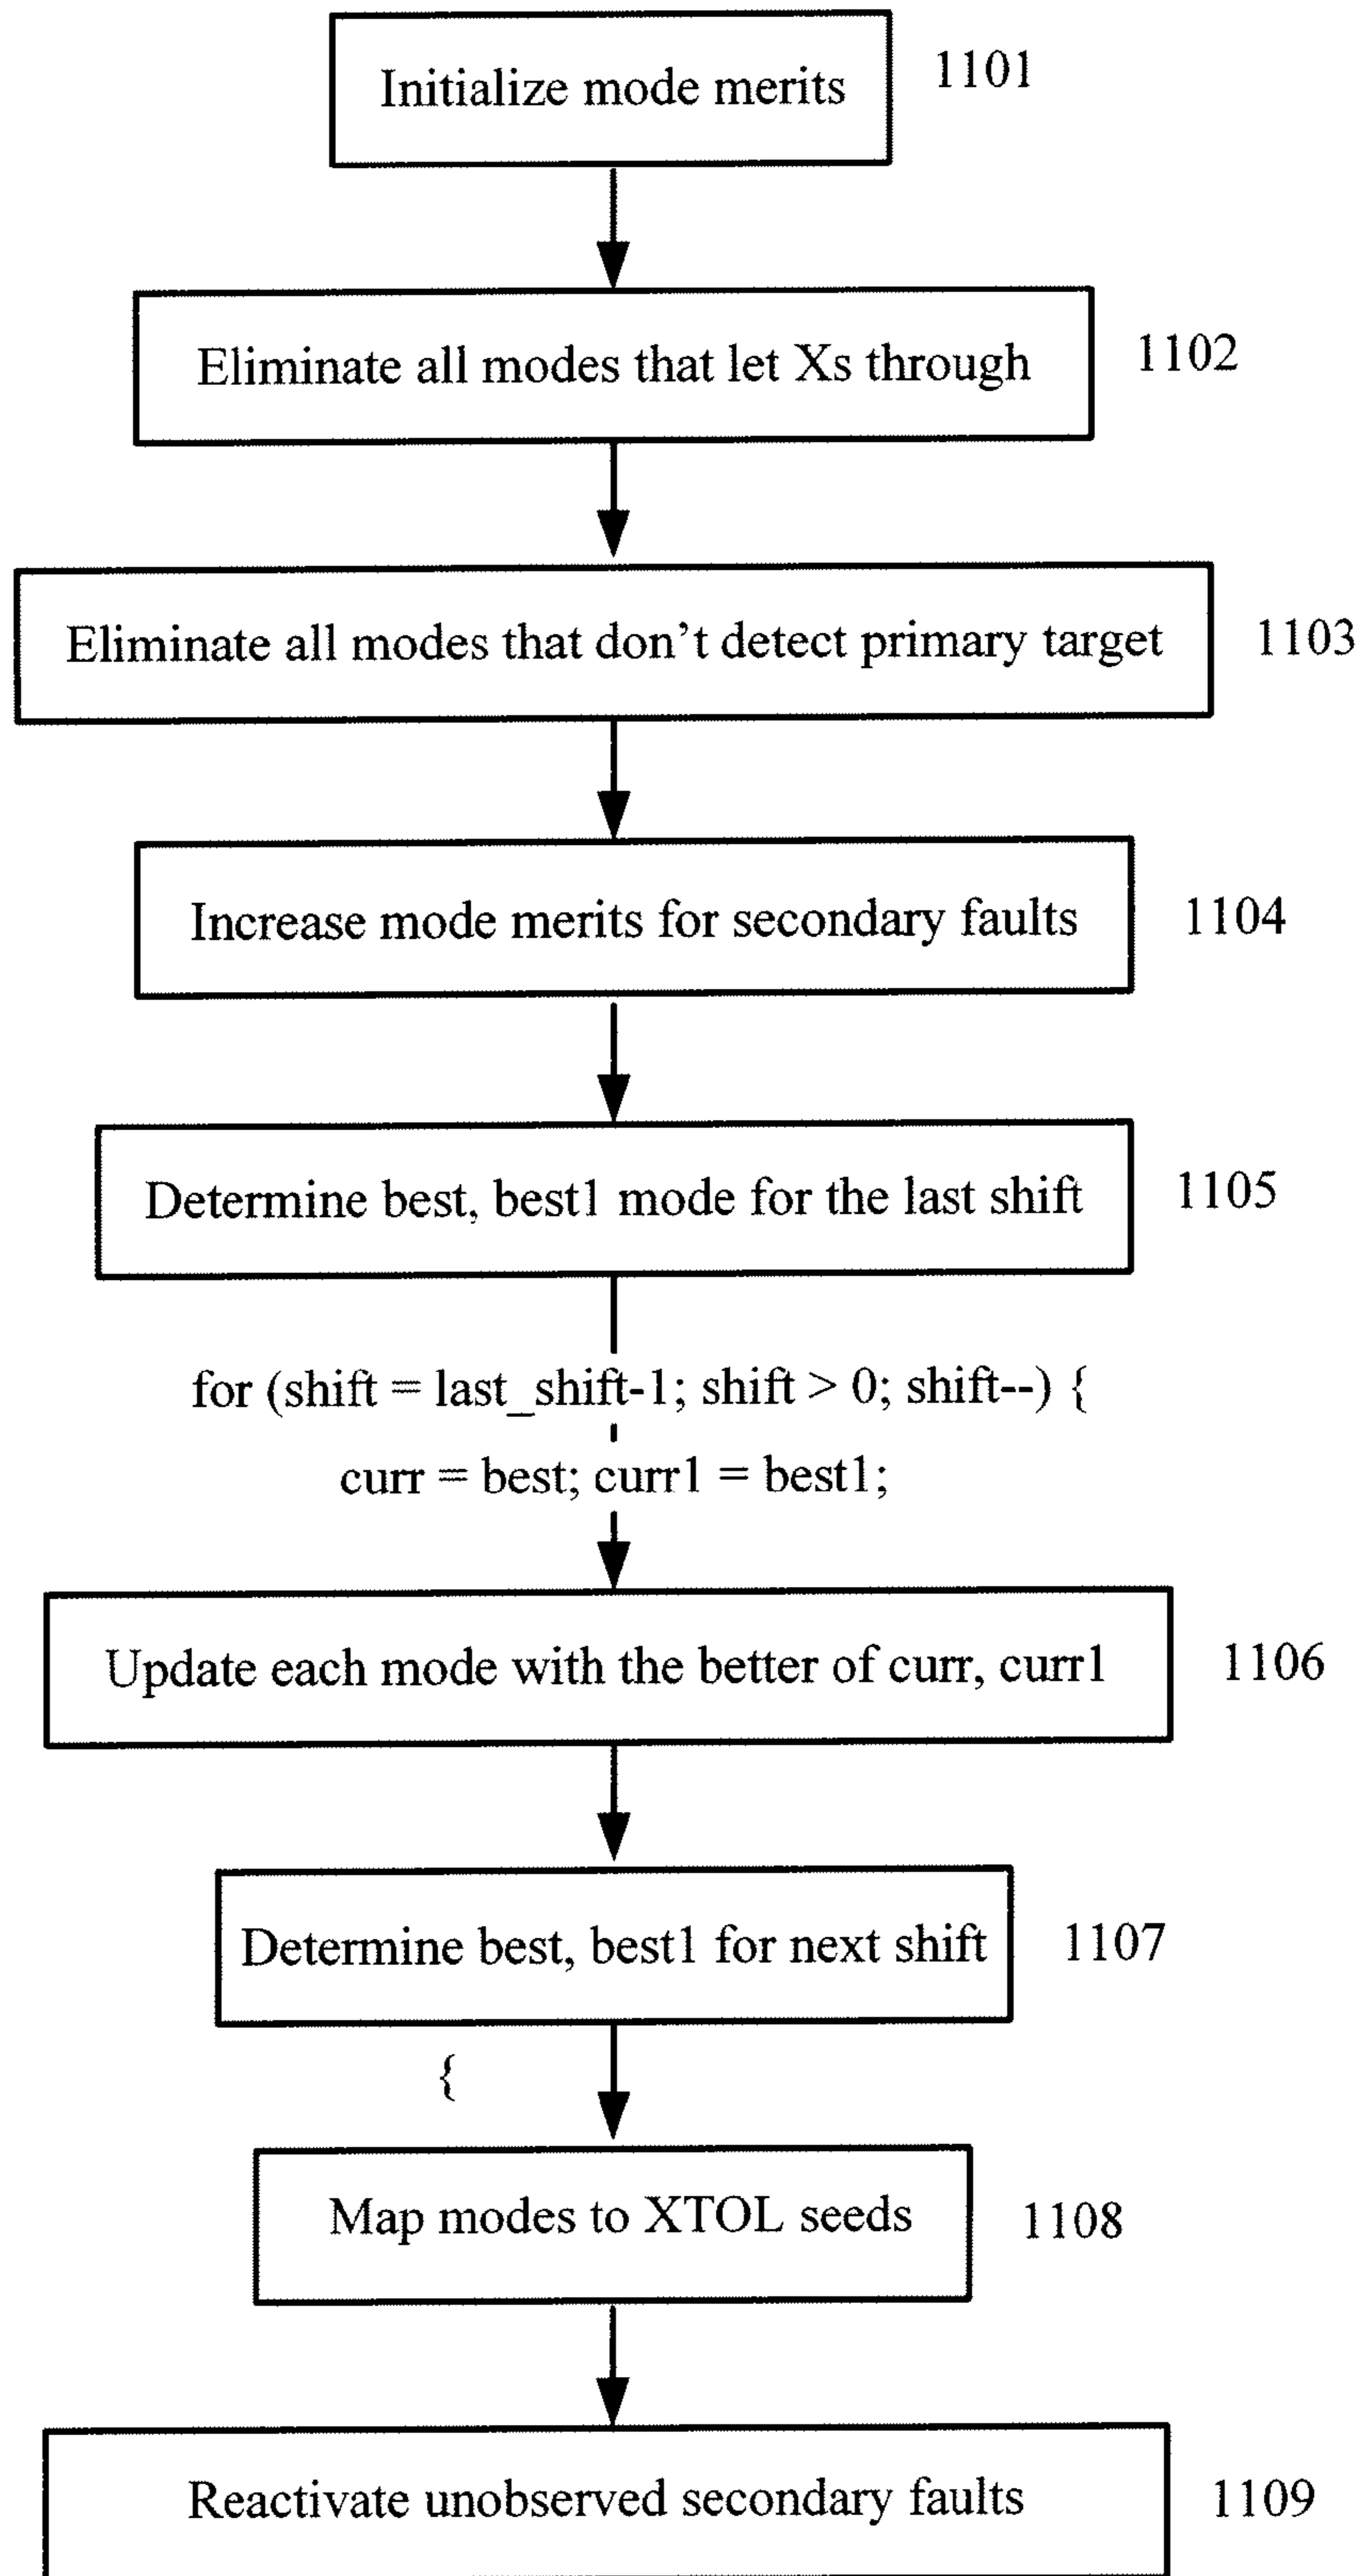 Initialize mode merits 1101
Eliminate all modes that let Xs through 1102
Eliminate all modes that don't detect primary target 1103
Increase mode merits for secondary faults 1104
Determine best, best1 mode for the last shift 1105
for (shift = last_shift-1; shift > 0; shift--) {
curr = best; curr1 = best1;
Update each mode with the better of curr, curr1 1106
Determine best, best1 for next shift 1107
{
Map modes to XTOL seeds 1108
Reactivate unobserved secondary faults 1109